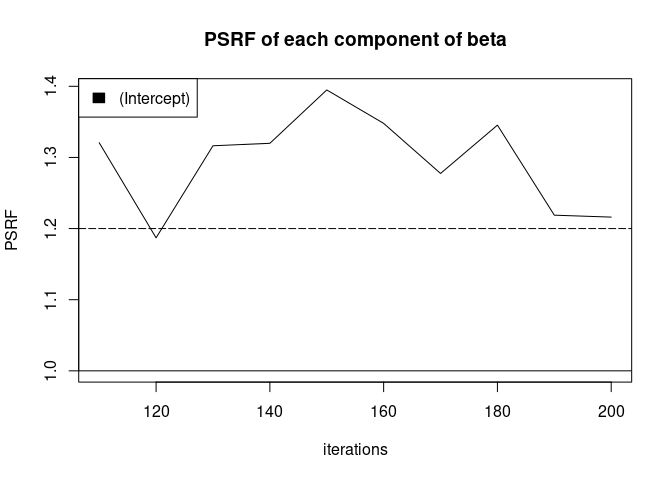 PSRF of each component of beta
(Intercept)
PSRF
1.4
1.3
1.2
1.1
1.0
120 140 160 180 200
iterations